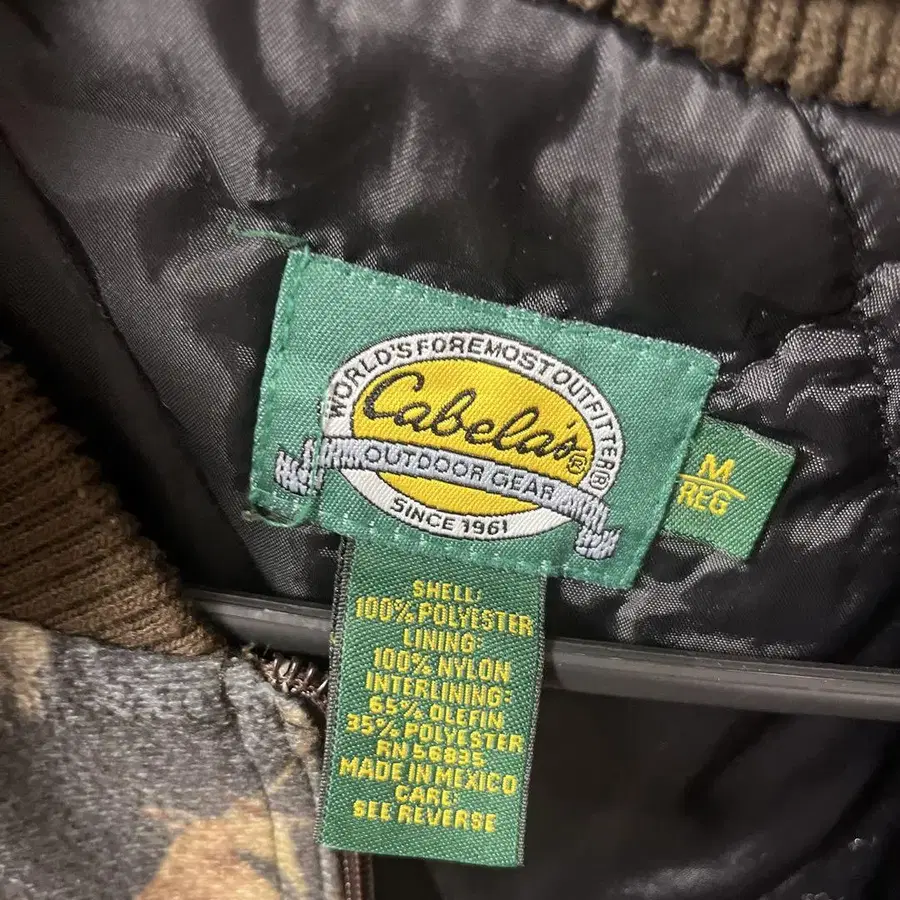 WORLD'S FOREMOST OUTFITTER®
Cabela's®
OUTDOOR GEAR
SINCE 1961
M
REG
SHELL:
100% POLYESTER
LINING:
100% NYLON
INTERLINING:
65% OLEFIN
35% POLYESTER
RN 56835
MADE IN MEXICO
CARE:
SEE REVERSE